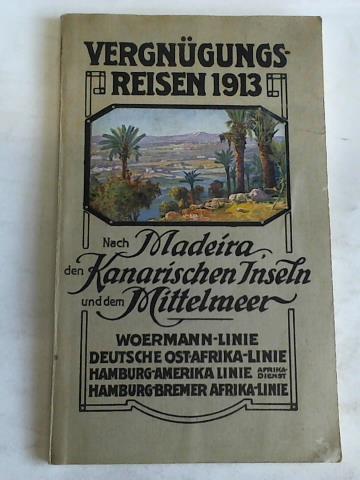 VERGNÜGUNGS-
REISEN 1913
Nach Madeira,
den Kanarischen Inseln
und dem Mittelmeer
WOERMANN-LINIE
DEUTSCHE OST-AFRIKA-LINIE
HAMBURG-AMERIKA LINIE AFRIKA-DIENST
HAMBURG-BREMER AFRIKA-LINIE